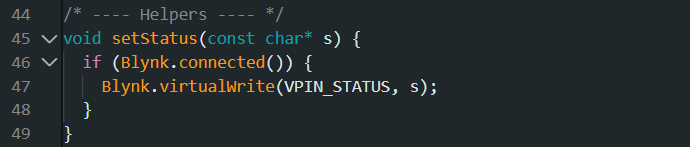 44 /* ---- Helpers ---- */
45 void setStatus(const char* s) {
46 if (Blynk.connected()) {
47 Blynk.virtualWrite(VPIN_STATUS, s);
48 }
49 }